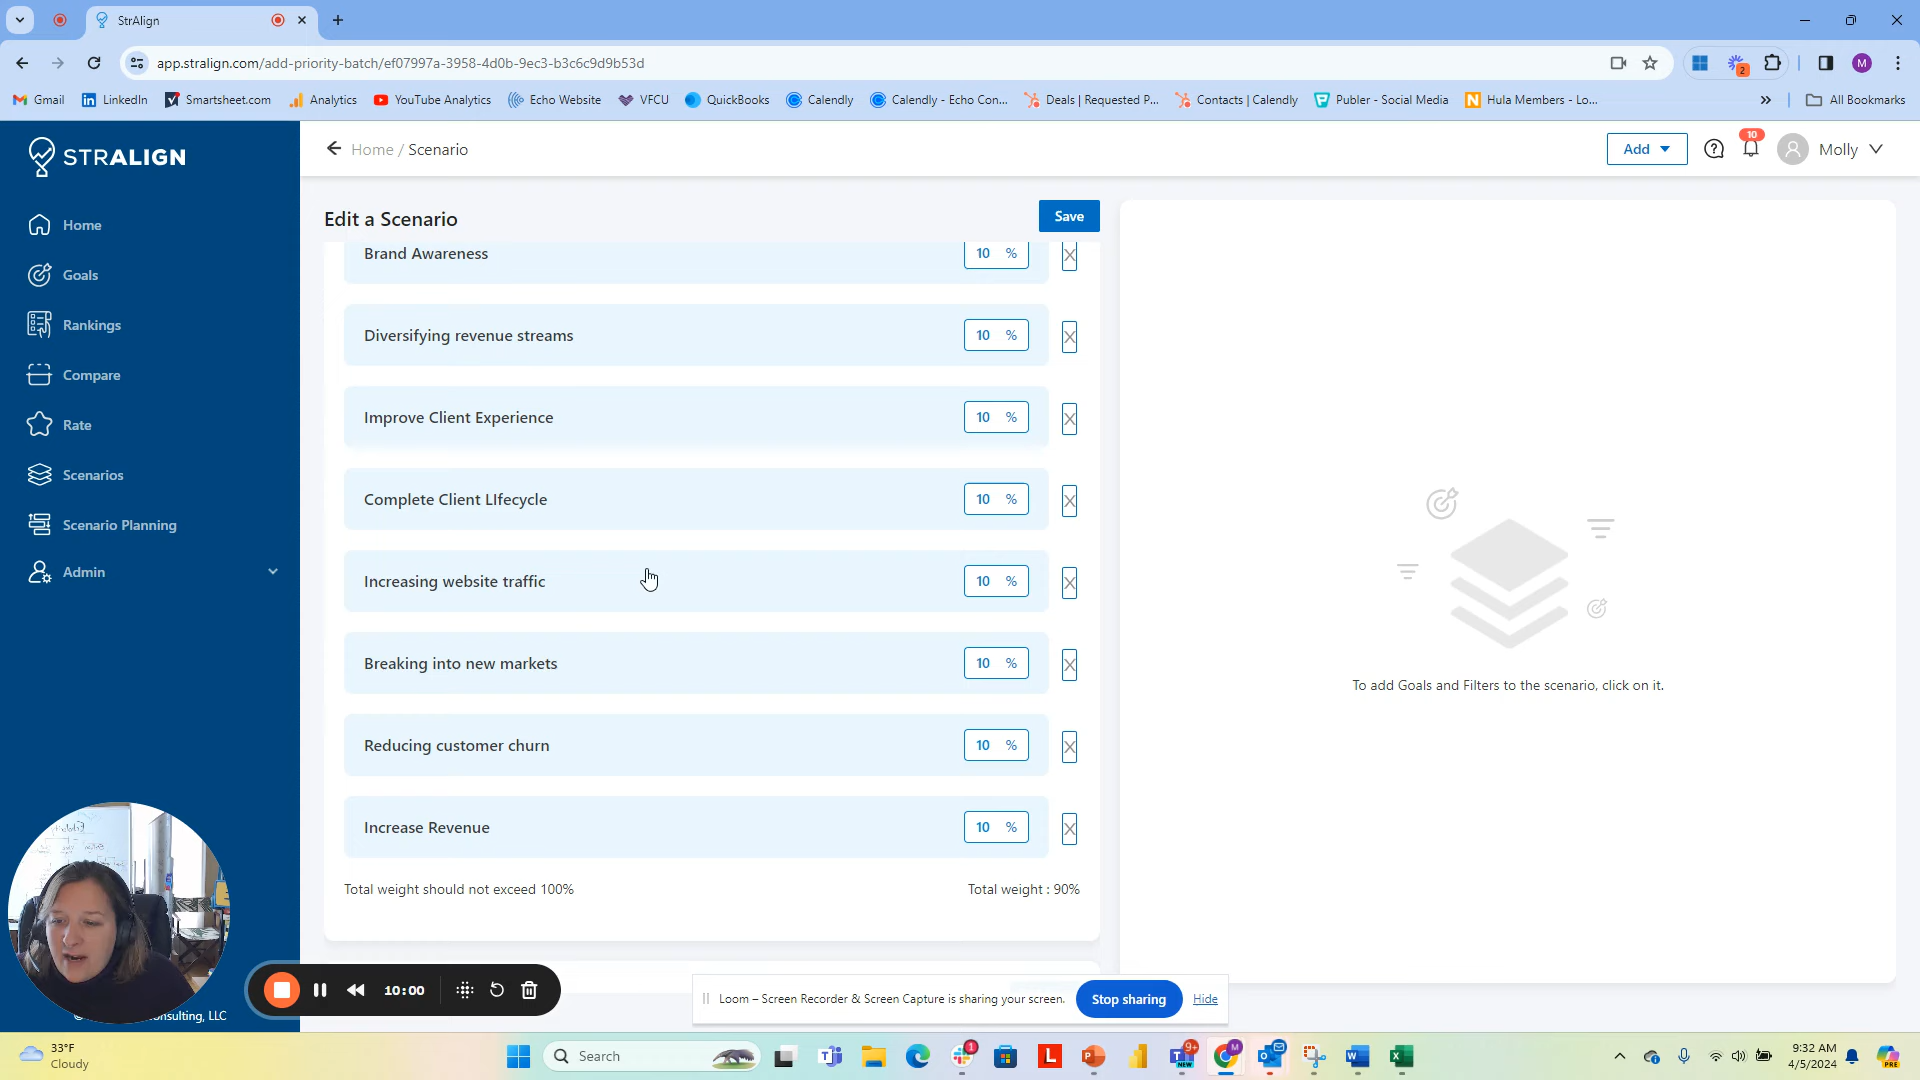 StrAlign
app.stralign.com/add-priority-batch/ef07997a-3958-4d0b-9ec3-b3c6c9d9b53d
2
M
Gmail
LinkedIn
Smartsheet.com
Analytics
YouTube Analytics
Echo Website
VFCU
QuickBooks
Calendly
Calendly - Echo Con...
Deals | Requested P...
Contacts | Calendly
Publer - Social Media
Hula Members - Lo...
All Bookmarks
STRALIGN
Home / Scenario
Add
10
Molly
Home
Goals
Rankings
Compare
Rate
Scenarios
Scenario Planning
Admin
Edit a Scenario
Save
Brand Awareness 10 % X
Diversifying revenue streams 10 % X
Improve Client Experience 10 % X
Complete Client LIfecycle 10 % X
Increasing website traffic 10 % X
Breaking into new markets 10 % X
Reducing customer churn 10 % X
Increase Revenue 10 % X
Total weight should not exceed 100% Total weight : 90%
To add Goals and Filters to the scenario, click on it.
10:00
Loom – Screen Recorder & Screen Capture is sharing your screen.
Stop sharing
Hide
nsulting, LLC
33°F
Cloudy
Search
9:32 AM
4/5/2024